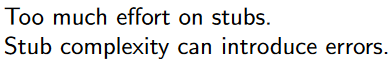 Too much effort on stubs.
Stub complexity can introduce errors.